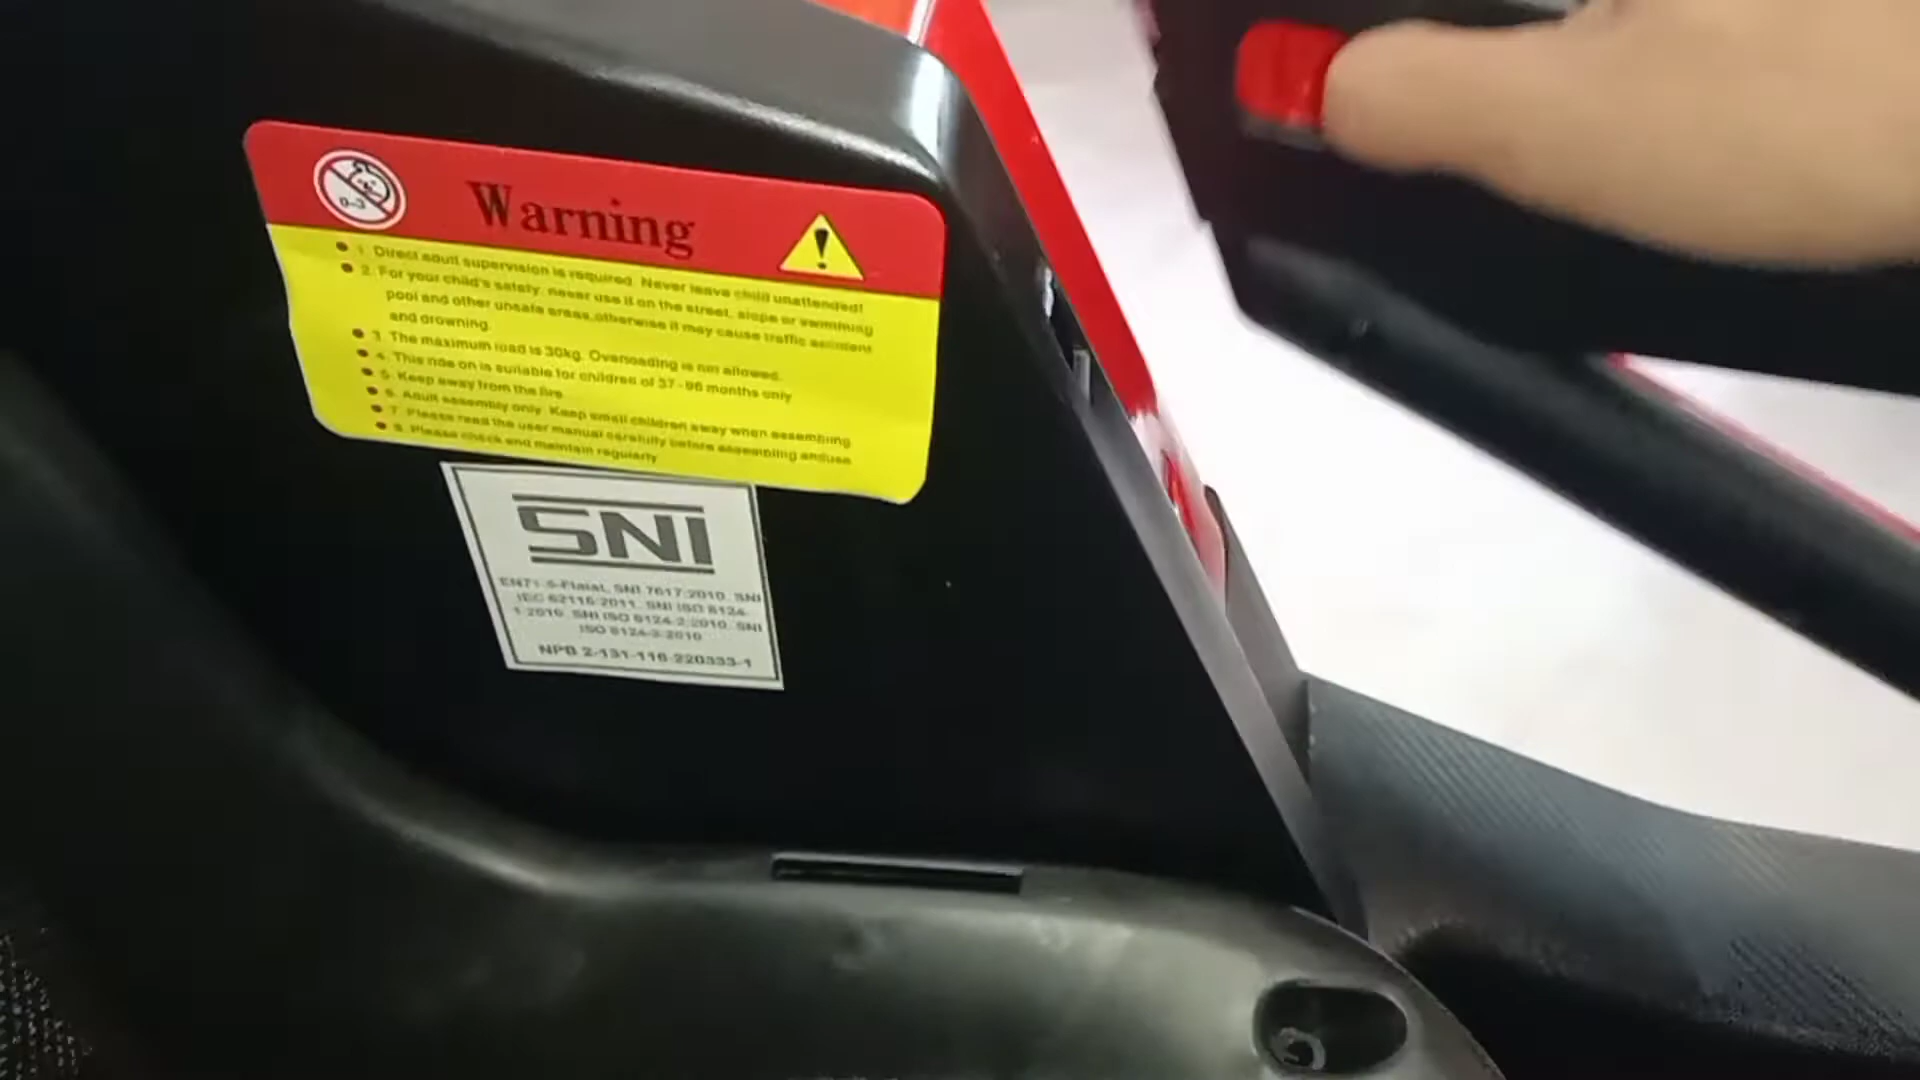 0-3
Warning
1. Direct adult supervision is required. Never leave child unattended!
2. For your child's safety, never use it on the street, slope or swimming
pool and other unsafe areas,otherwise it may cause traffic accident
and drowning.
3. The maximum load is 30kg. Overloading is not allowed.
4. This ride on is suitable for children of 37-96 months only
5. Keep away from the fire
6. Adult assembly only. Keep small children away when assembling
7. Please read the user manual carefully before assembling anduse
8. Please check and maintain regularly
SNI
SNI 7617:2010, SNI
IEC 62115:2011, SNI ISO 8124-
1:2010, SNI ISO 8124-2:2010, SNI
ISO 8124-3:2010
NPB 2-131-116-220333-1